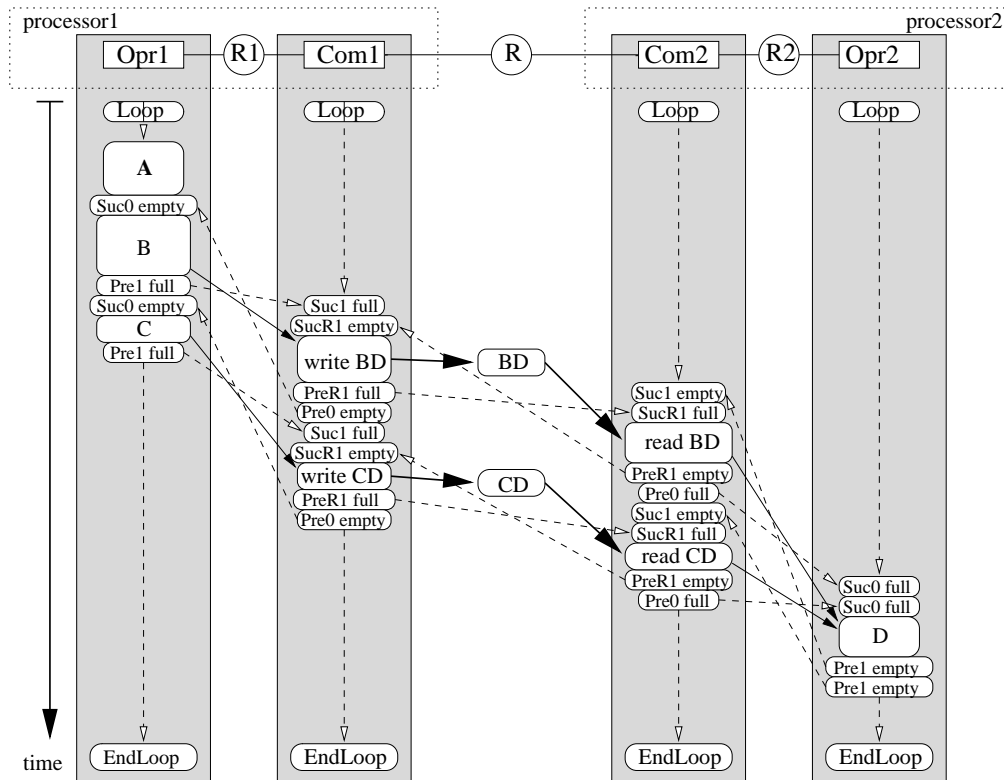 processor1
processor2
Opr1
R1
Com1
R
Com2
R2
Opr2
Loop
Loop
Loop
Loop
A
Suc0 empty
B
Pre1 full
Suc0 empty
C
Pre1 full
Suc1 full
SucR1 empty
write BD
PreR1 full
Pre0 empty
Suc1 full
SucR1 empty
write CD
PreR1 full
Pre0 empty
BD
CD
Suc1 empty
SucR1 full
read BD
PreR1 empty
Pre0 full
Suc1 empty
SucR1 full
read CD
PreR1 empty
Pre0 full
Suc0 full
Suc0 full
D
Pre1 empty
Pre1 empty
time
EndLoop
EndLoop
EndLoop
EndLoop